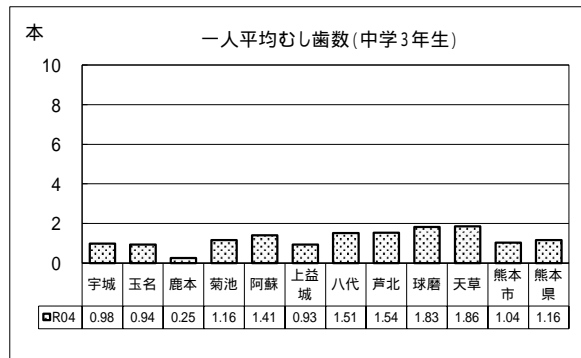 本
一人平均むし歯数(中学3年生)
10
8
6
4
2
0
宇城 玉名 鹿本 菊池 阿蘇 上益城 八代 芦北 球磨 天草 熊本市 熊本県
R04 0.98 0.94 0.25 1.16 1.41 0.93 1.51 1.54 1.83 1.86 1.04 1.16